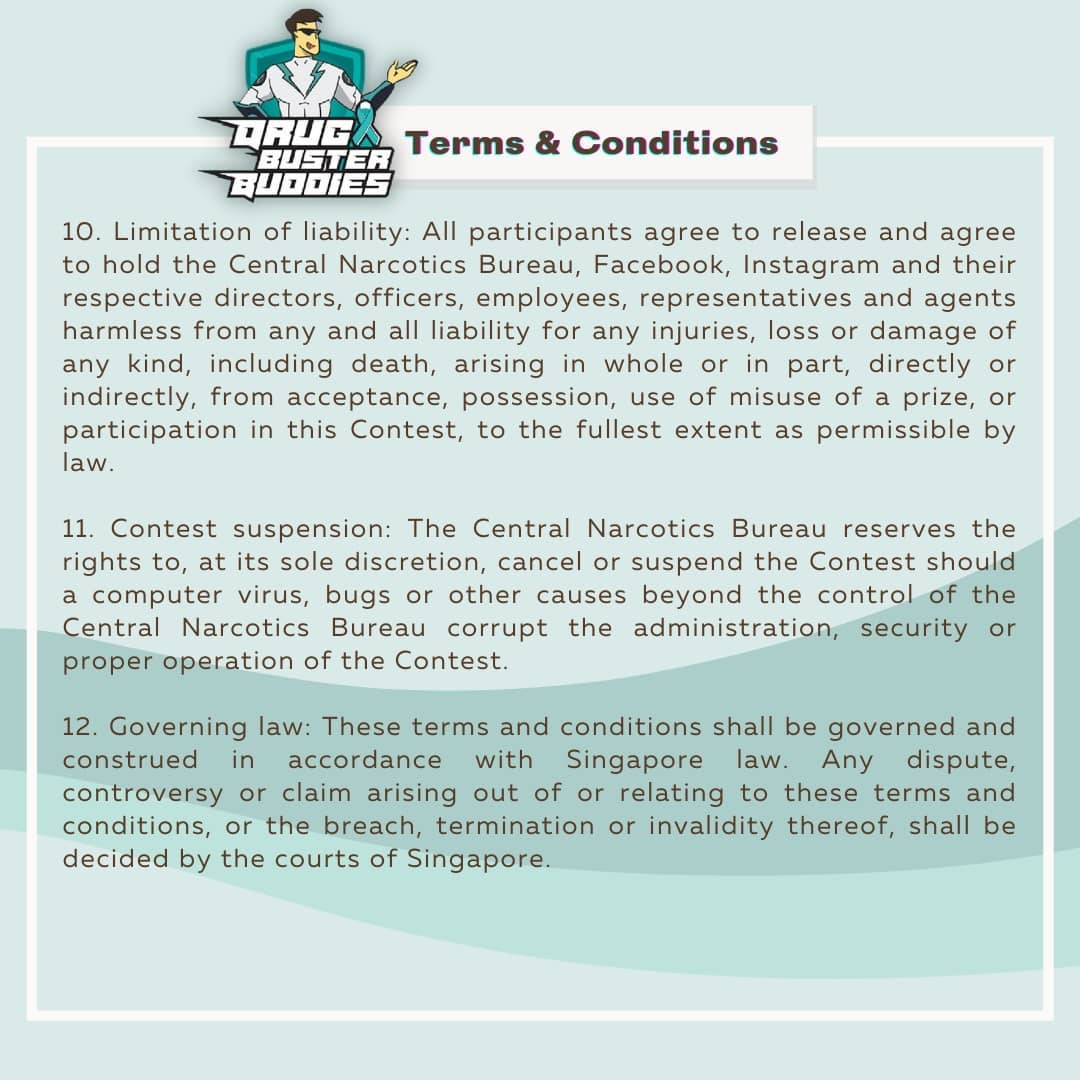 DRUG
BUSTER
BUDDIES
Terms & Conditions
10. Limitation of liability: All participants agree to release and agree
to hold the Central Narcotics Bureau, Facebook, Instagram and their
respective directors, officers, employees, representatives and agents
harmless from any and all liability for any injuries, loss or damage of
any kind, including death, arising in whole or in part, directly or
indirectly, from acceptance, possession, use of misuse of a prize, or
participation in this Contest, to the fullest extent as permissible by
law.
11. Contest suspension: The Central Narcotics Bureau reserves the
rights to, at its sole discretion, cancel or suspend the Contest should
a computer virus, bugs or other causes beyond the control of the
Central Narcotics Bureau corrupt the administration, security or
proper operation of the Contest.
12. Governing law: These terms and conditions shall be governed and
construed in accordance with Singapore law. Any dispute,
controversy or claim arising out of or relating to these terms and
conditions, or the breach, termination or invalidity thereof, shall be
decided by the courts of Singapore.